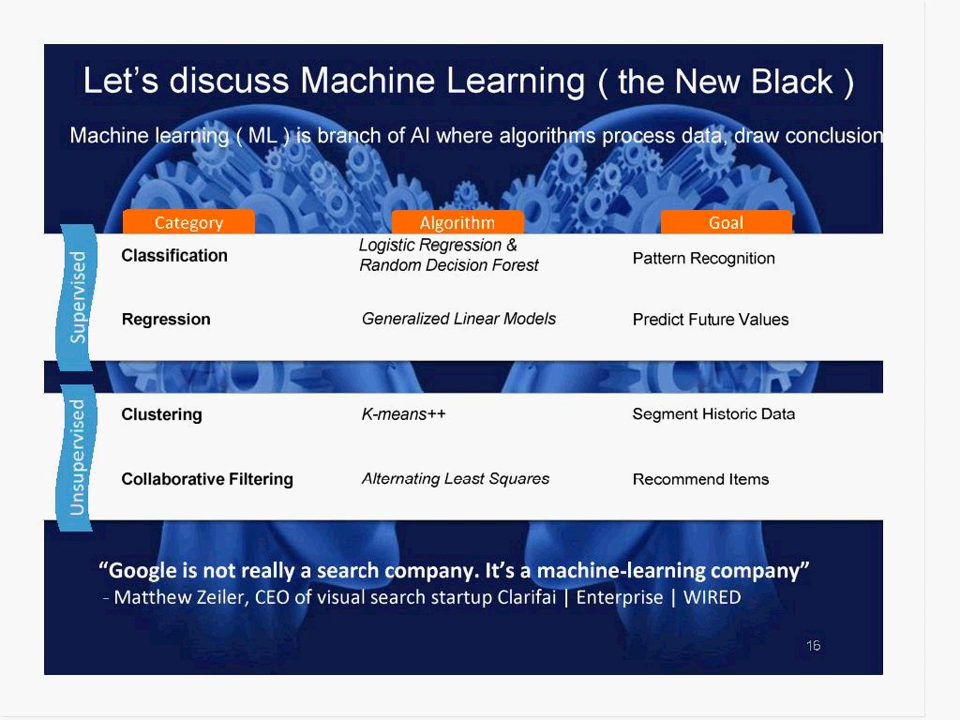 Let's discuss Machine Learning ( the New Black )
Machine learning ( ML ) is branch of AI where algorithms process data, draw conclusion
Category
Algorithm
Goal
Supervised
Classification
Logistic Regression &
Random Decision Forest
Pattern Recognition
Regression
Generalized Linear Models
Predict Future Values
Unsupervised
Clustering
K-means++
Segment Historic Data
Collaborative Filtering
Alternating Least Squares
Recommend Items
“Google is not really a search company. It’s a machine-learning company”
- Matthew Zeiler, CEO of visual search startup Clarifai | Enterprise | WIRED
16